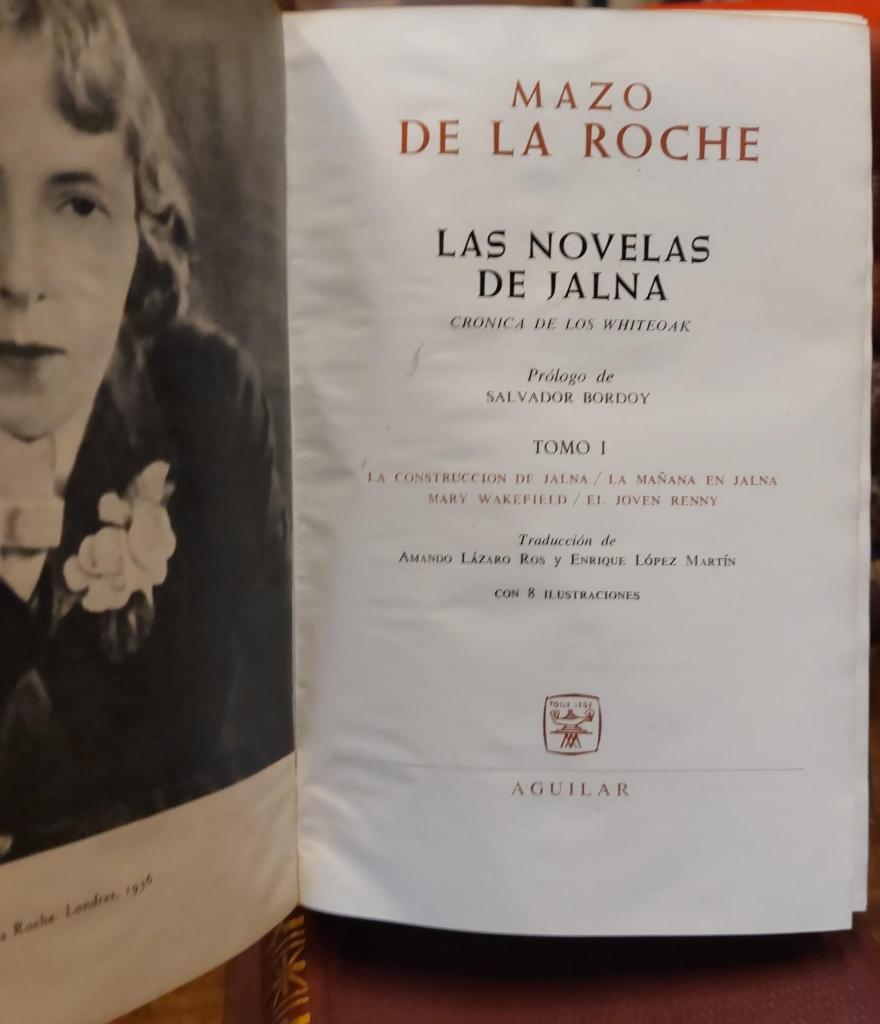 Roche. Londres, 1936
MAZO
DE LA ROCHE
LAS NOVELAS
DE JALNA
CRONICA DE LOS WHITEOAK
Prólogo de
SALVADOR BORDOY
TOMO I
LA CONSTRUCCION DE JALNA / LA MAÑANA EN JALNA
MARY WAKEFIELD / EL JOVEN RENNY
Traducción de
AMANDO LÁZARO ROS Y ENRIQUE LÓPEZ MARTÍN
CON 8 ILUSTRACIONES
TOLLE LEGE
AGUILAR